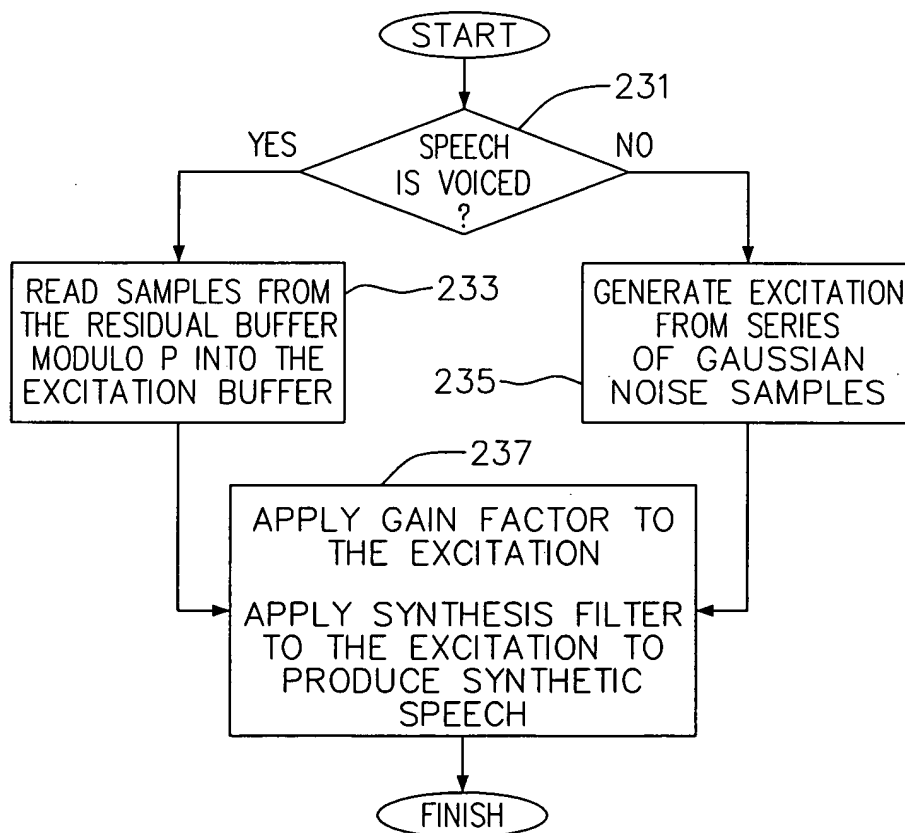 START
231
YES
SPEECH
IS VOICED
?
NO
READ SAMPLES FROM
THE RESIDUAL BUFFER
MODULO P INTO THE
EXCITATION BUFFER
233
GENERATE EXCITATION
FROM SERIES
OF GAUSSIAN
NOISE SAMPLES
235
237
APPLY GAIN FACTOR TO
THE EXCITATION
APPLY SYNTHESIS FILTER
TO THE EXCITATION TO
PRODUCE SYNTHETIC
SPEECH
FINISH